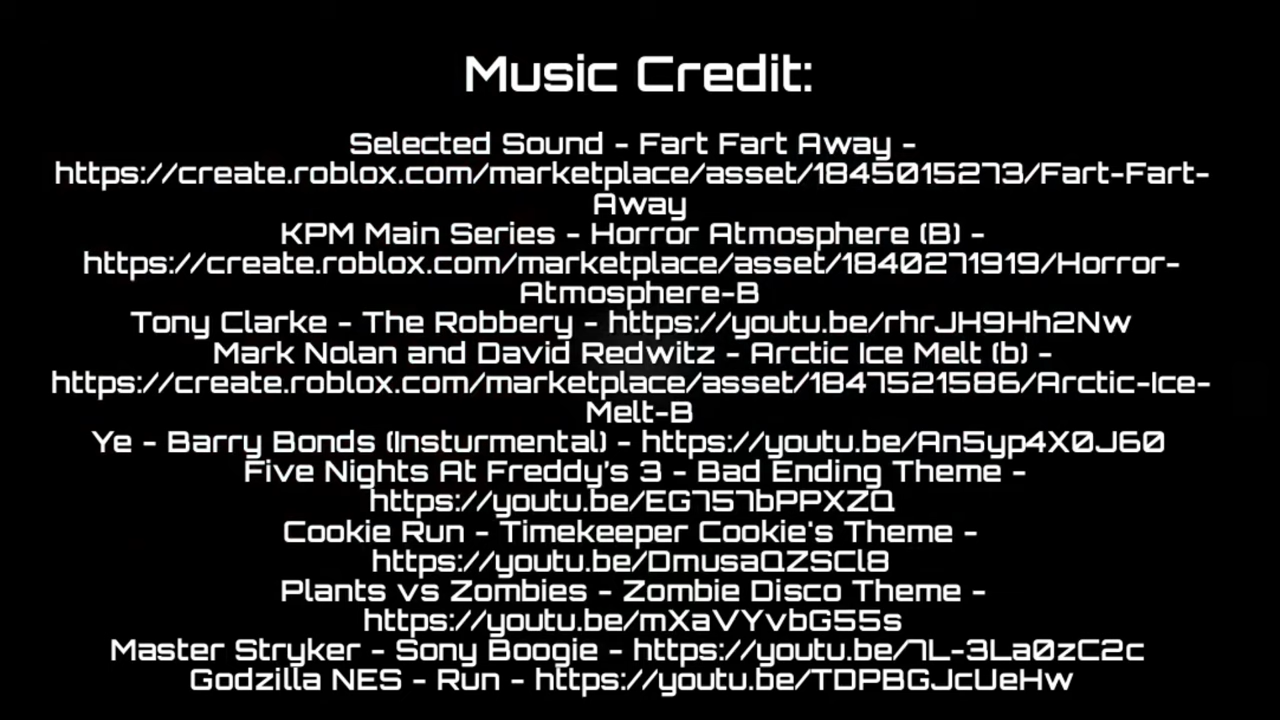 Music Credit:
Selected Sound - Fart Fart Away -
https://create.roblox.com/marketplace/asset/1845015273/Fart-Fart-
Away
KPM Main Series - Horror Atmosphere (B) -
https://create.roblox.com/marketplace/asset/1840271919/Horror-
Atmosphere-B
Tony Clarke - The Robbery - https://youtu.be/rhrJH9Hh2Nw
Mark Nolan and David Redwitz - Arctic Ice Melt (b) -
https://create.roblox.com/marketplace/asset/1847521586/Arctic-Ice-
Melt-B
Ye - Barry Bonds (Insturmental) - https://youtu.be/An5yp4X0J60
Five Nights At Freddy's 3 - Bad Ending Theme -
https://youtu.be/EG757bPPXZQ
Cookie Run - Timekeeper Cookie's Theme -
https://youtu.be/DmusaQZSCl8
Plants vs Zombies - Zombie Disco Theme -
https://youtu.be/mXaVYvbG55s
Master Stryker - Sony Boogie - https://youtu.be/7L-3La0zC2c
Godzilla NES - Run - https://youtu.be/TDPBGJcUeHw